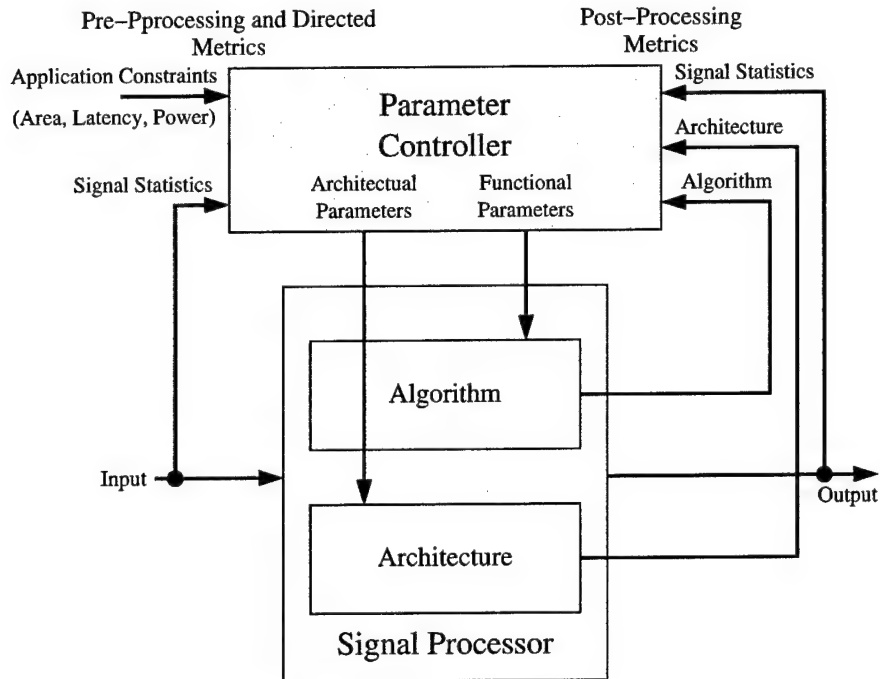 Pre-Pprocessing and Directed
Metrics
Post-Processing
Metrics
Application Constraints
(Area, Latency, Power)
Signal Statistics
Parameter
Controller
Architectual
Parameters
Functional
Parameters
Signal Statistics
Architecture
Algorithm
Algorithm
Input
Output
Architecture
Signal Processor